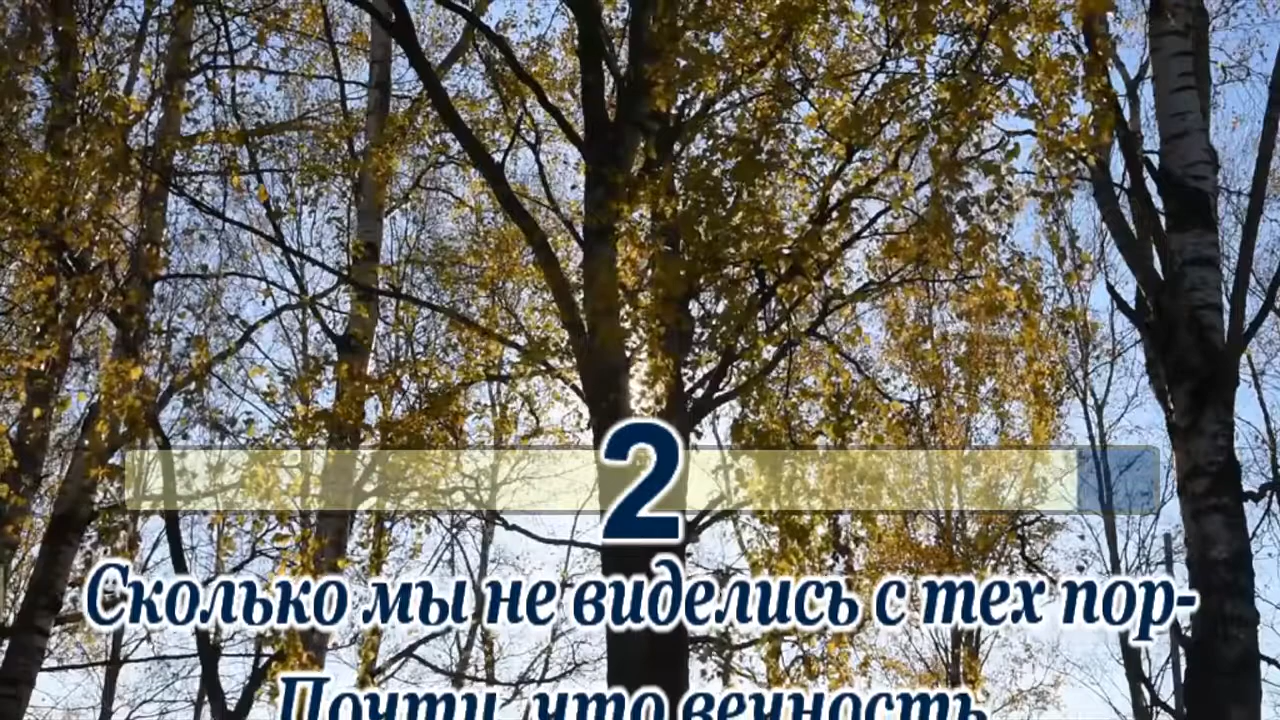 2
Сколько мы не виделись с тех пор-
Почти, что вечность